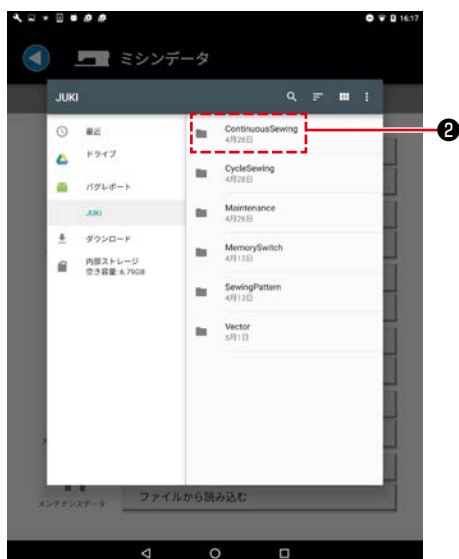 16:17
ミシンデータ
JUKI
最近
ドライブ
バグレポート
JUKI
ダウンロード
内部ストレージ
空き容量: 6.79GB
ContinuousSewing
4月28日
❷
CycleSewing
4月28日
Maintenance
4月26日
MemorySwitch
4月13日
SewingPattern
4月13日
Vector
5月1日
メンテナンスデータ
ファイルから読み込む